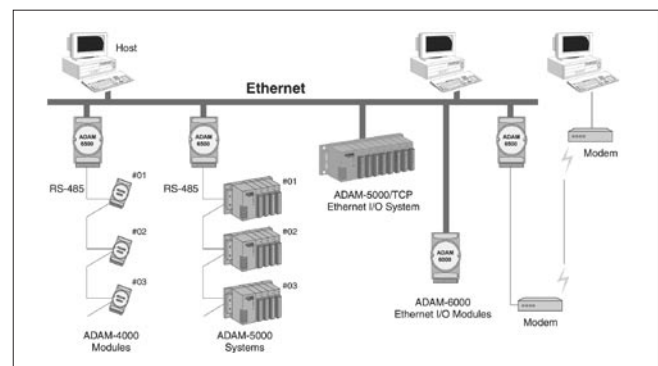 Host
Ethernet
ADAM
6500
ADAM
6500
ADAM
6500
RS-485
#01
#02
#03
RS-485
#01
#02
#03
ADAM-5000/TCP
Ethernet I/O System
Modem
ADAM
6000
ADAM-6000
Ethernet I/O Modules
Modem
ADAM-4000
Modules
ADAM-5000
Systems